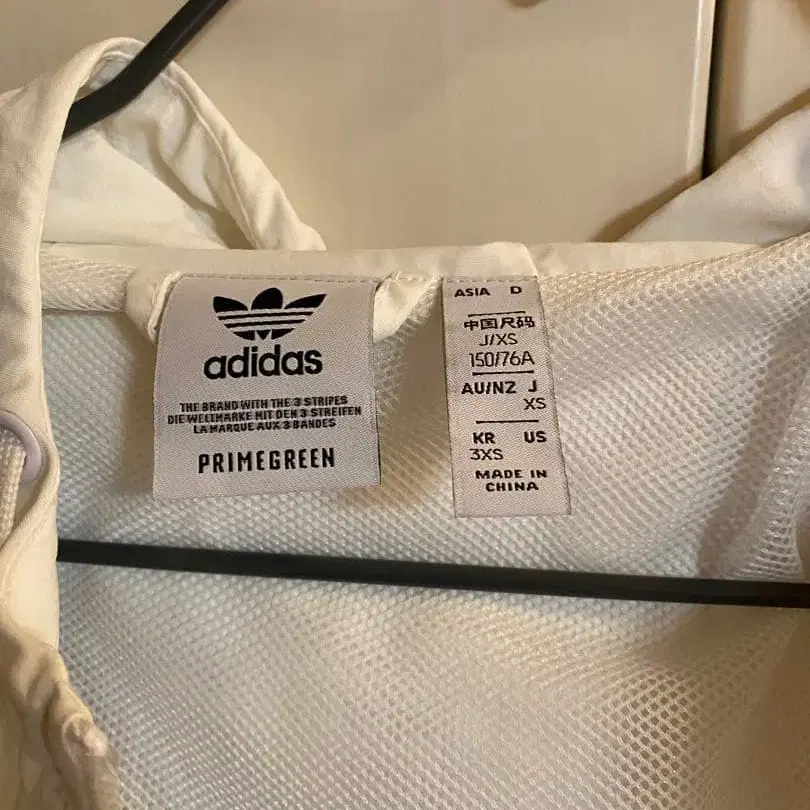 adidas
THE BRAND WITH THE 3 STRIPES
DIE WELTMARKE MIT DEN 3 STREIFEN
LA MARQUE AUX 3 BANDES
PRIMEGREEN
ASIA D
中国尺码
J/XS
150/76A
AU/NZ J
XS
KR US
3XS
MADE IN
CHINA